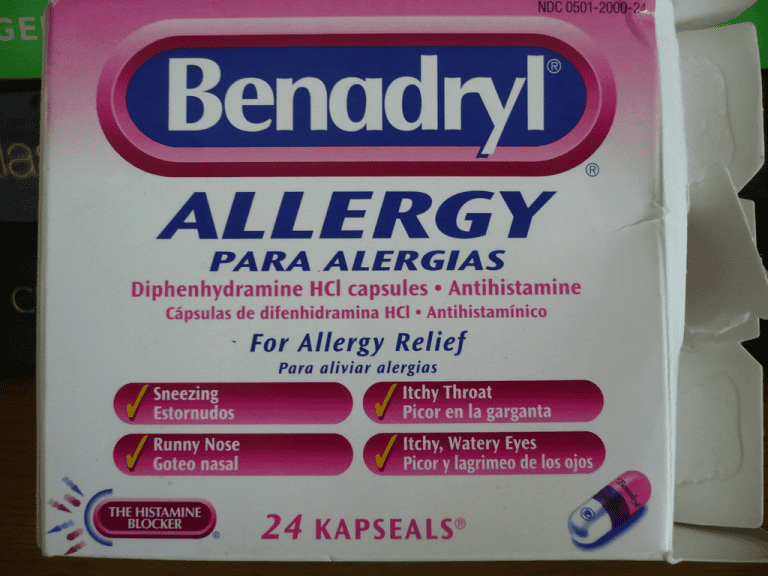 NDC 0501-2000-24
GE
Benadryl®
®
ALLERGY
PARA ALERGIAS
Diphenhydramine HCl capsules • Antihistamine
Cápsulas de difenhidramina HCl • Antihistamínico
For Allergy Relief
Para aliviar alergias
Sneezing
Estornudos
Itchy Throat
Picor en la garganta
Runny Nose
Goteo nasal
Itchy, Watery Eyes
Picor y lagrimeo de los ojos
THE HISTAMINE
BLOCKER®
24 KAPSEALS®
Benadryl